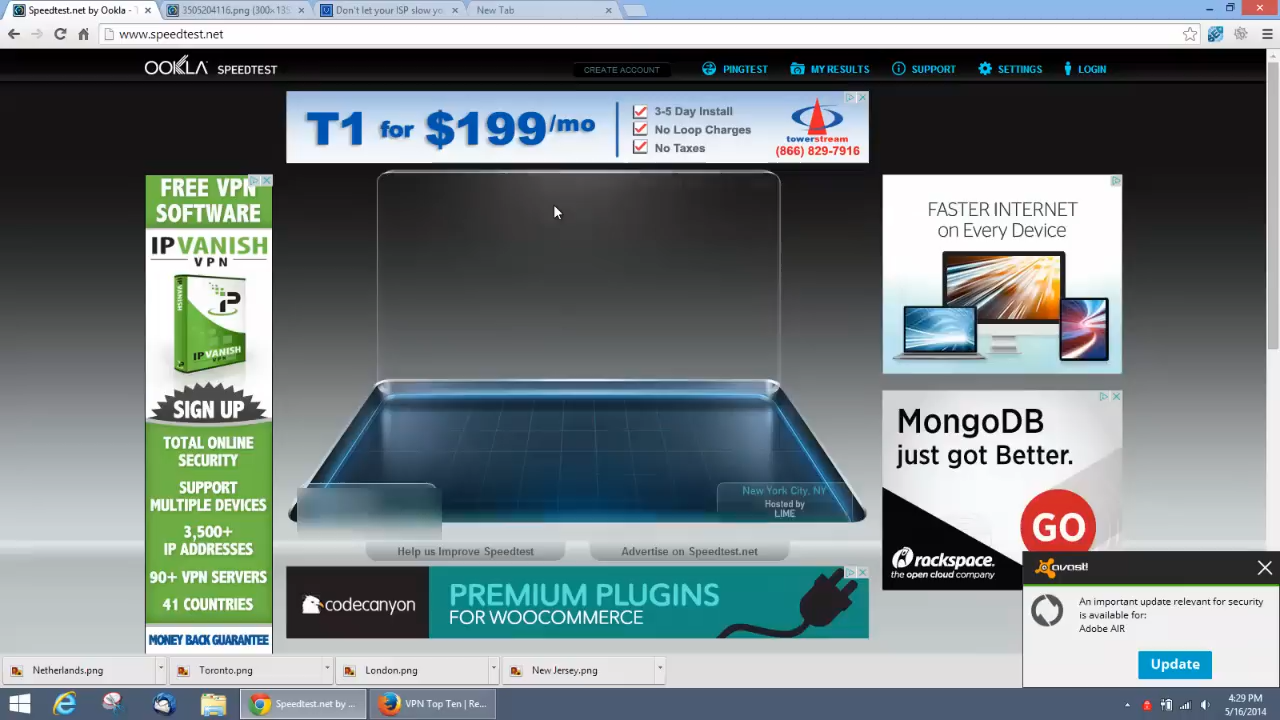 Speedtest.net by Ookla -
3505204116.png (300×135
Don't let your ISP slow yo
New Tab
www.speedtest.net
OOKLA SPEEDTEST
CREATE ACCOUNT
PINGTEST
MY RESULTS
SUPPORT
SETTINGS
LOGIN
T1 for $199/mo
3-5 Day Install
No Loop Charges
No Taxes
towerstream
(866) 829-7916
FREE VPN
SOFTWARE
IPVANISH
VPN
IPVANISH
SIGN UP
TOTAL ONLINE
SECURITY
SUPPORT
MULTIPLE DEVICES
3,500+
IP ADDRESSES
90+ VPN SERVERS
41 COUNTRIES
MONEY BACK GUARANTEE
New York City, NY
Hosted by
LIME
Help us Improve Speedtest
Advertise on Speedtest.net
codecanyon
PREMIUM PLUGINS
FOR WOOCOMMERCE
FASTER INTERNET
on Every Device
MongoDB
just got Better.
GO
rackspace.
the open cloud company
avast!
An important update relevant for security
is available for:
Adobe AIR
Update
Netherlands.png
Toronto.png
London.png
New Jersey.png
Speedtest.net by ...
VPN Top Ten | Re...
4:29 PM
5/16/2014